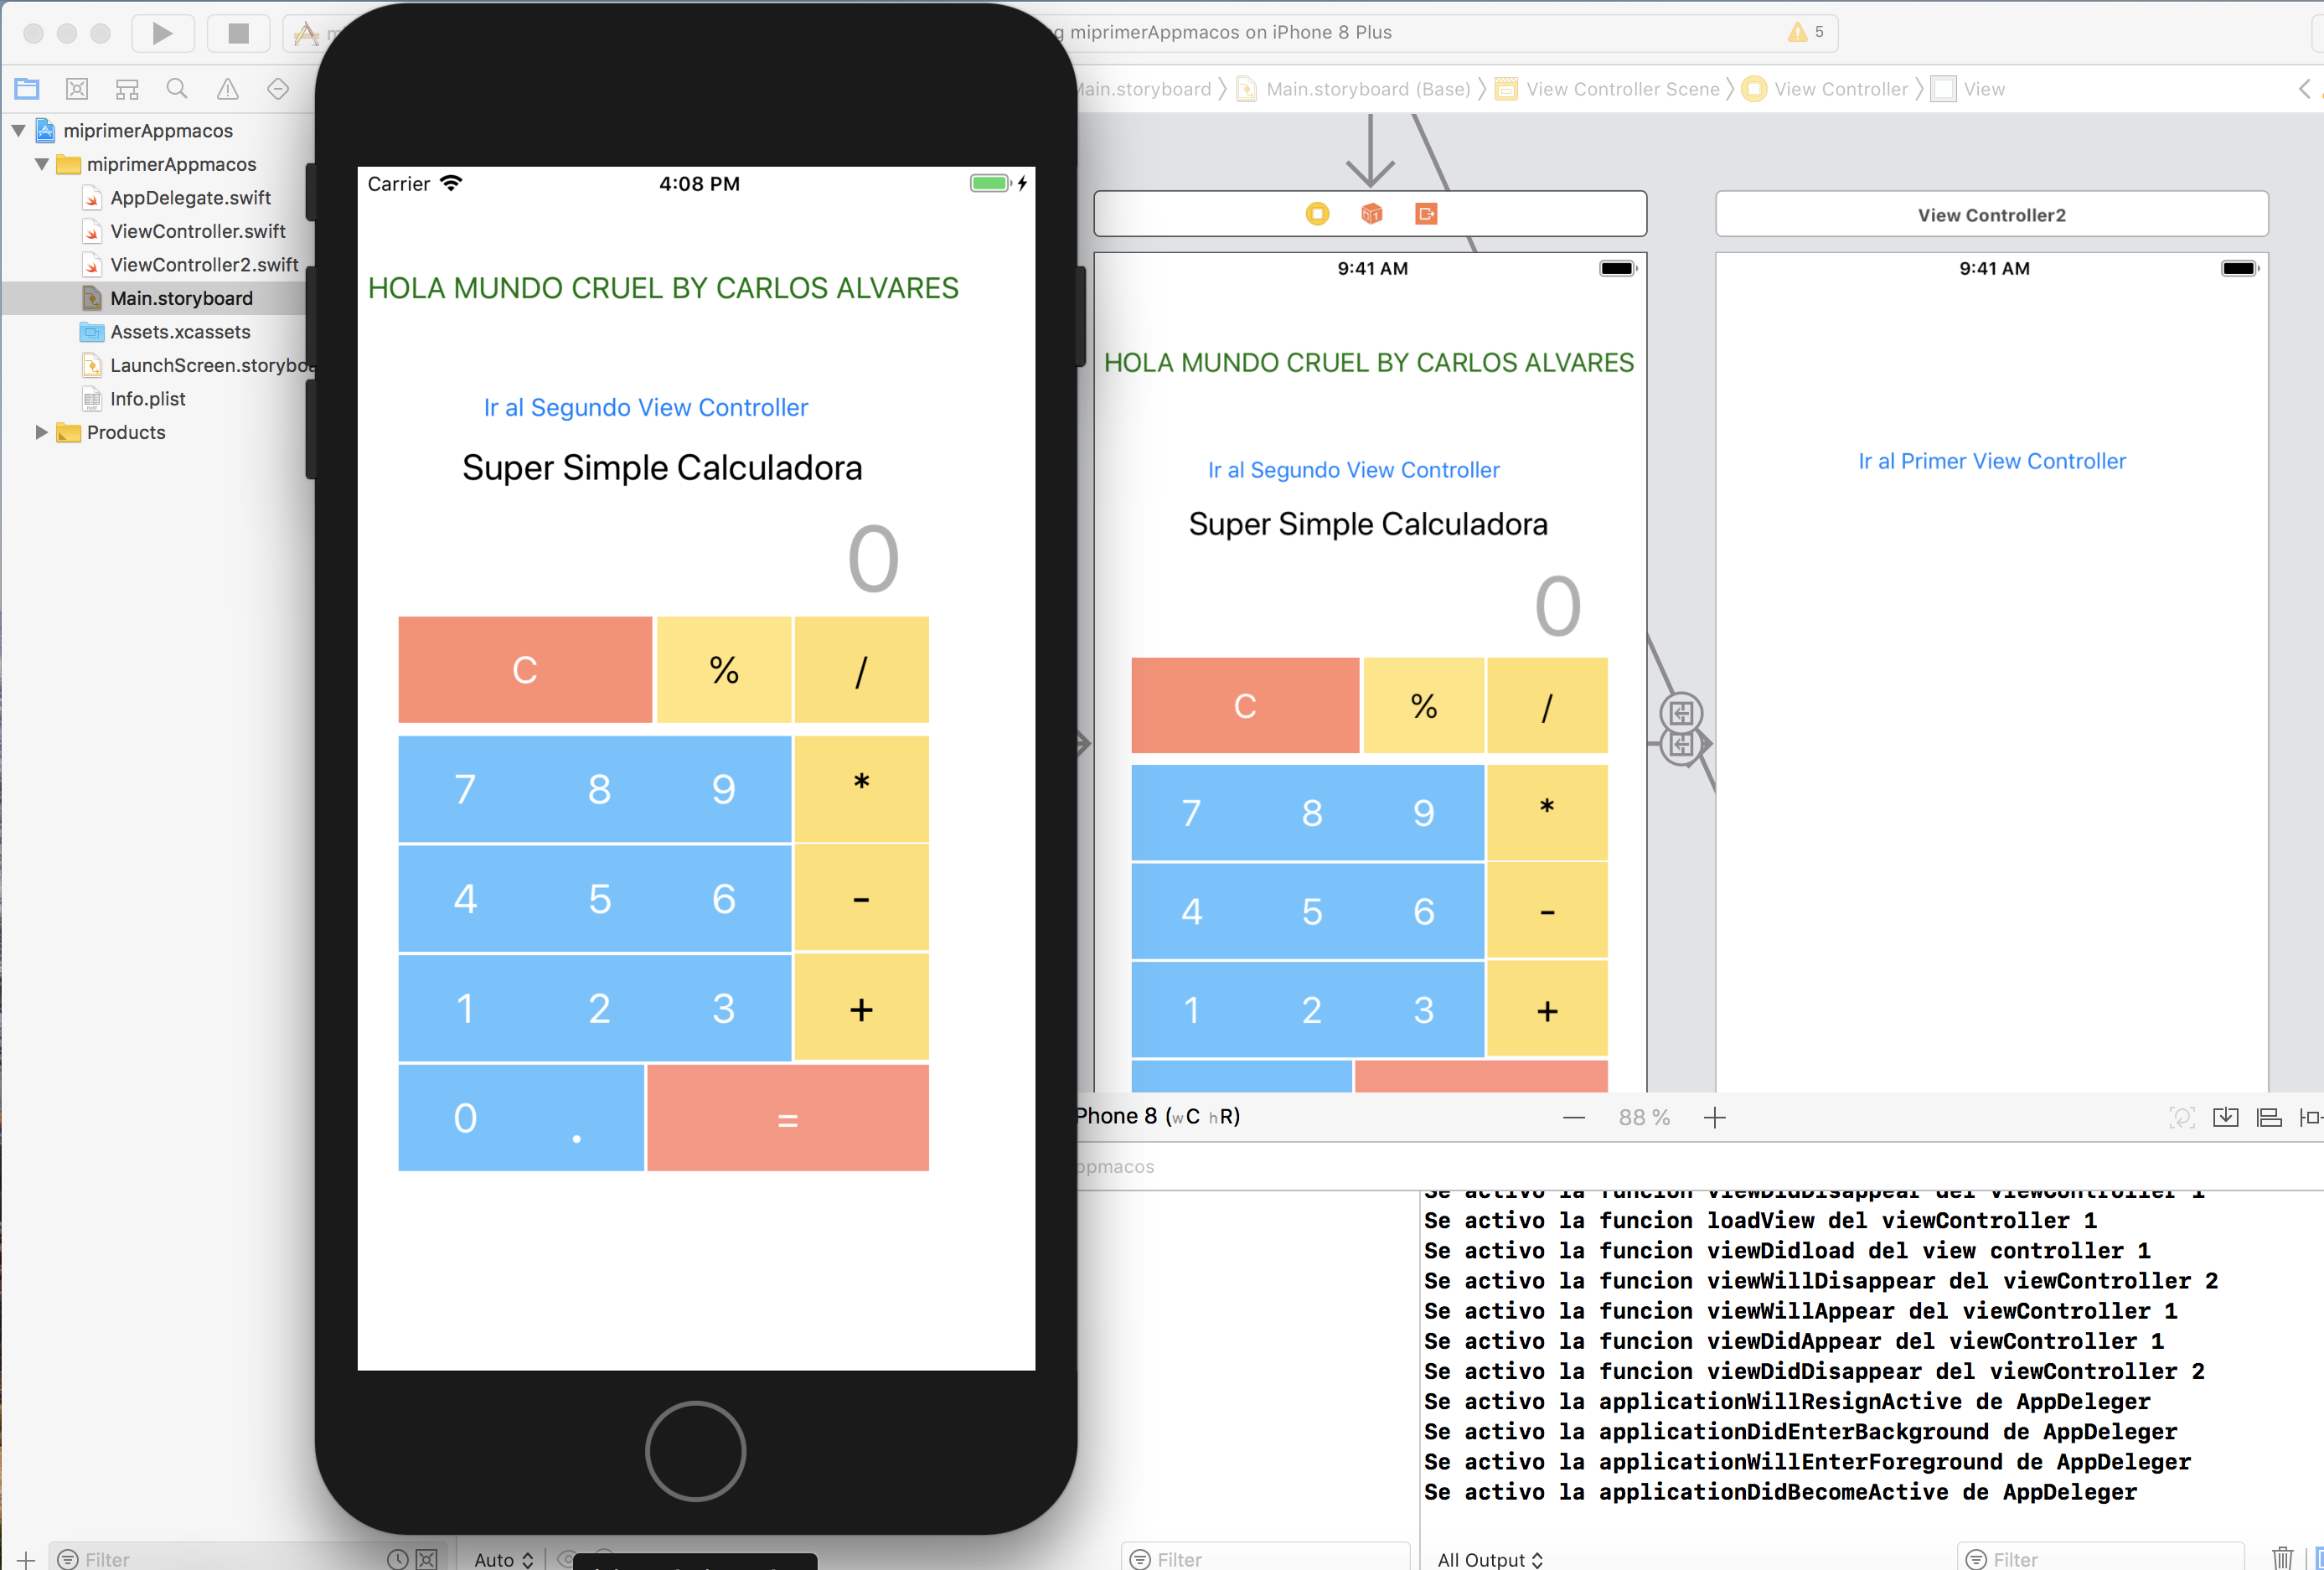 miprimerAppmacos on iPhone 8 Plus
5
Main.storyboard
Main.storyboard (Base)
View Controller Scene
View Controller
View
miprimerAppmacos
miprimerAppmacos
AppDelegate.swift
ViewController.swift
ViewController2.swift
Main.storyboard
Assets.xcassets
LaunchScreen.storyboa
Info.plist
Products
Carrier
4:08 PM
HOLA MUNDO CRUEL BY CARLOS ALVARES
Ir al Segundo View Controller
Super Simple Calculadora
0
C % /
7 8 9 *
4 5 6 -
1 2 3 +
0 . =
9:41 AM
HOLA MUNDO CRUEL BY CARLOS ALVARES
Ir al Segundo View Controller
Super Simple Calculadora
0
C % /
7 8 9 *
4 5 6 -
1 2 3 +
View Controller2
9:41 AM
Ir al Primer View Controller
Phone 8 (wC hR)
88 %
ppmacos
Se activo la funcion viewDidDisappear del viewController 1
Se activo la funcion loadView del viewController 1
Se activo la funcion viewDidload del view controller 1
Se activo la funcion viewWillDisappear del viewController 2
Se activo la funcion viewWillAppear del viewController 1
Se activo la funcion viewDidAppear del viewController 1
Se activo la funcion viewDidDisappear del viewController 2
Se activo la applicationWillResignActive de AppDeleger
Se activo la applicationDidEnterBackground de AppDeleger
Se activo la applicationWillEnterForeground de AppDeleger
Se activo la applicationDidBecomeActive de AppDeleger
Filter
Auto
Filter
All Output
Filter